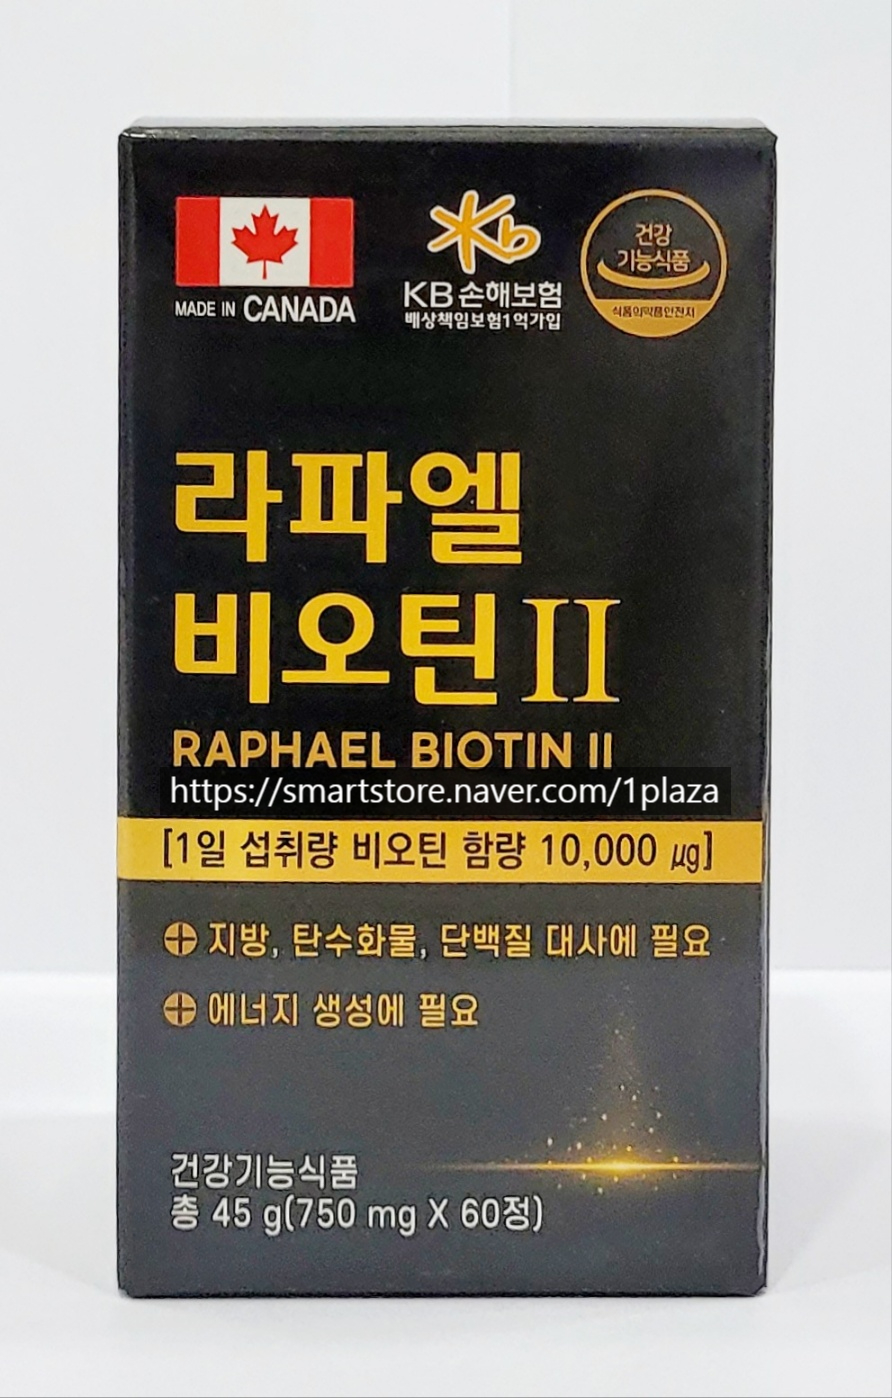 MADE IN CANADA
Kb
KB손해보험
배상책임보험1억가입
건강
기능식품
식품의약품안전처
라파엘
비오틴II
RAPHAEL BIOTIN II
https://smartstore.naver.com/1plaza
[1일 섭취량 비오틴 함량 10,000 μg]
지방, 탄수화물, 단백질 대사에 필요
에너지 생성에 필요
건강기능식품
총 45 g(750 mg X 60정)